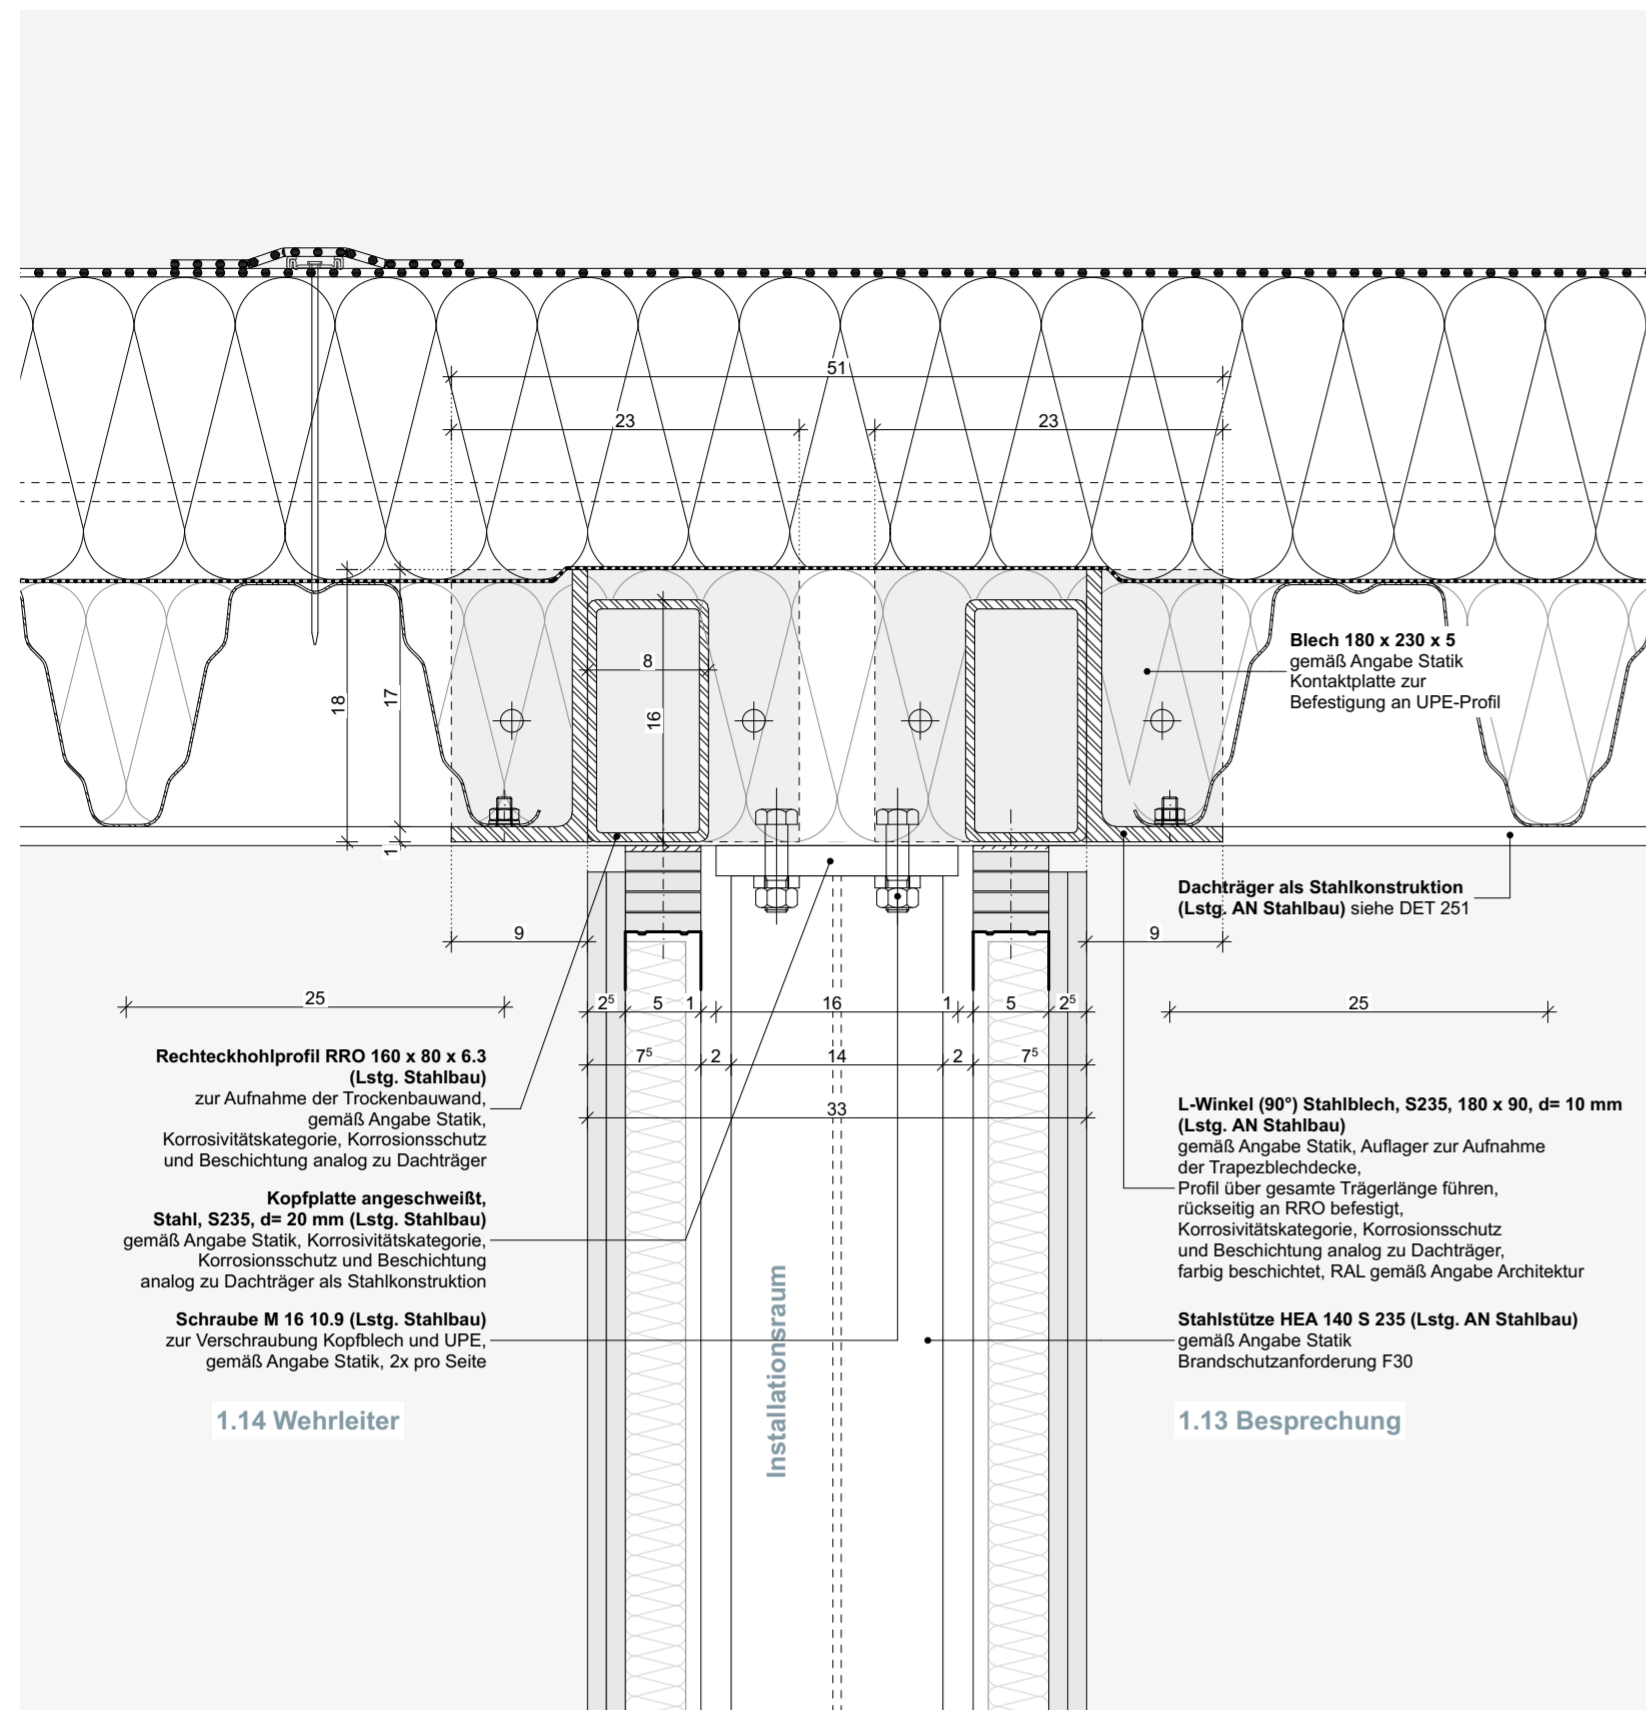 51
23
23
8
18
17
16
1
Blech 180 x 230 x 5
gemäß Angabe Statik
Kontaktplatte zur
Befestigung an UPE-Profil
Dachträger als Stahlkonstruktion
(Lstg. AN Stahlbau) siehe DET 251
9
9
25
2⁵
5
1
16
1
5
2⁵
25
7⁵
2
14
2
7⁵
33
Rechteckhohlprofil RRO 160 x 80 x 6.3
(Lstg. Stahlbau)
zur Aufnahme der Trockenbauwand,
gemäß Angabe Statik,
Korrosivitätskategorie, Korrosionsschutz
und Beschichtung analog zu Dachträger
Kopfplatte angeschweißt,
Stahl, S235, d= 20 mm (Lstg. Stahlbau)
gemäß Angabe Statik, Korrosivitätskategorie,
Korrosionsschutz und Beschichtung
analog zu Dachträger als Stahlkonstruktion
Schraube M 16 10.9 (Lstg. Stahlbau)
zur Verschraubung Kopfblech und UPE,
gemäß Angabe Statik, 2x pro Seite
1.14 Wehrleiter
Installationsraum
L-Winkel (90°) Stahlblech, S235, 180 x 90, d= 10 mm
(Lstg. AN Stahlbau)
gemäß Angabe Statik, Auflager zur Aufnahme
der Trapezblechdecke,
Profil über gesamte Trägerlänge führen,
rückseitig an RRO befestigt,
Korrosivitätskategorie, Korrosionsschutz
und Beschichtung analog zu Dachträger,
farbig beschichtet, RAL gemäß Angabe Architektur
Stahlstütze HEA 140 S 235 (Lstg. AN Stahlbau)
gemäß Angabe Statik
Brandschutzanforderung F30
1.13 Besprechung